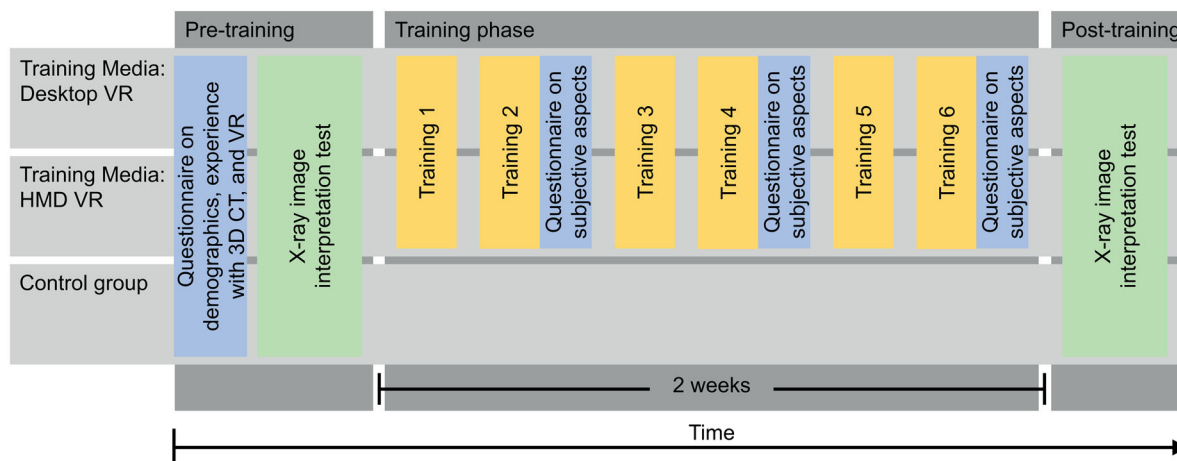 Pre-training
Training phase
Post-training
Training Media:
Desktop VR
Training Media:
HMD VR
Control group
Questionnaire on
demographics, experience
with 3D CT, and VR
X-ray image
interpretation test
Training 1
Training 2
Questionnaire on
subjective aspects
Training 3
Training 4
Questionnaire on
subjective aspects
Training 5
Training 6
Questionnaire on
subjective aspects
X-ray image
interpretation test
2 weeks
Time